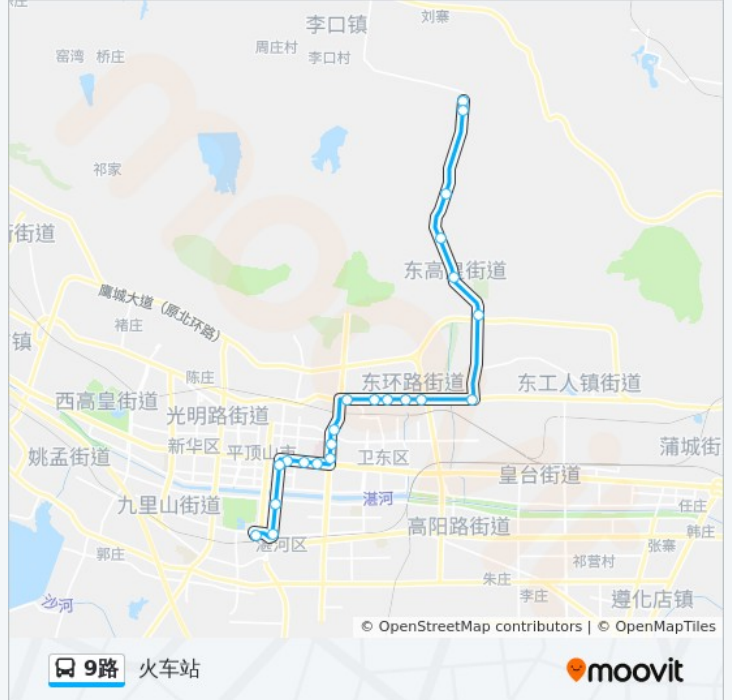 李口镇
刘寨
周庄村
李口村
窑湾
桥庄
祁家
街道
东高皇街道
鹰城大道（原北环路）
褚庄
镇
陈庄
东环路街道
东工人镇街道
西高皇街道
光明路街道
新华区
平顶山市
蒲城街
姚孟街道
卫东区
皇台街道
九里山街道
湛河
任庄
高阳路街道
韩庄
湛河区
张寨
郭庄
祁营村
朱庄
李庄
沙河
遵化店镇
© OpenStreetMap contributors | © OpenMapTiles
9路 火车站
moovit